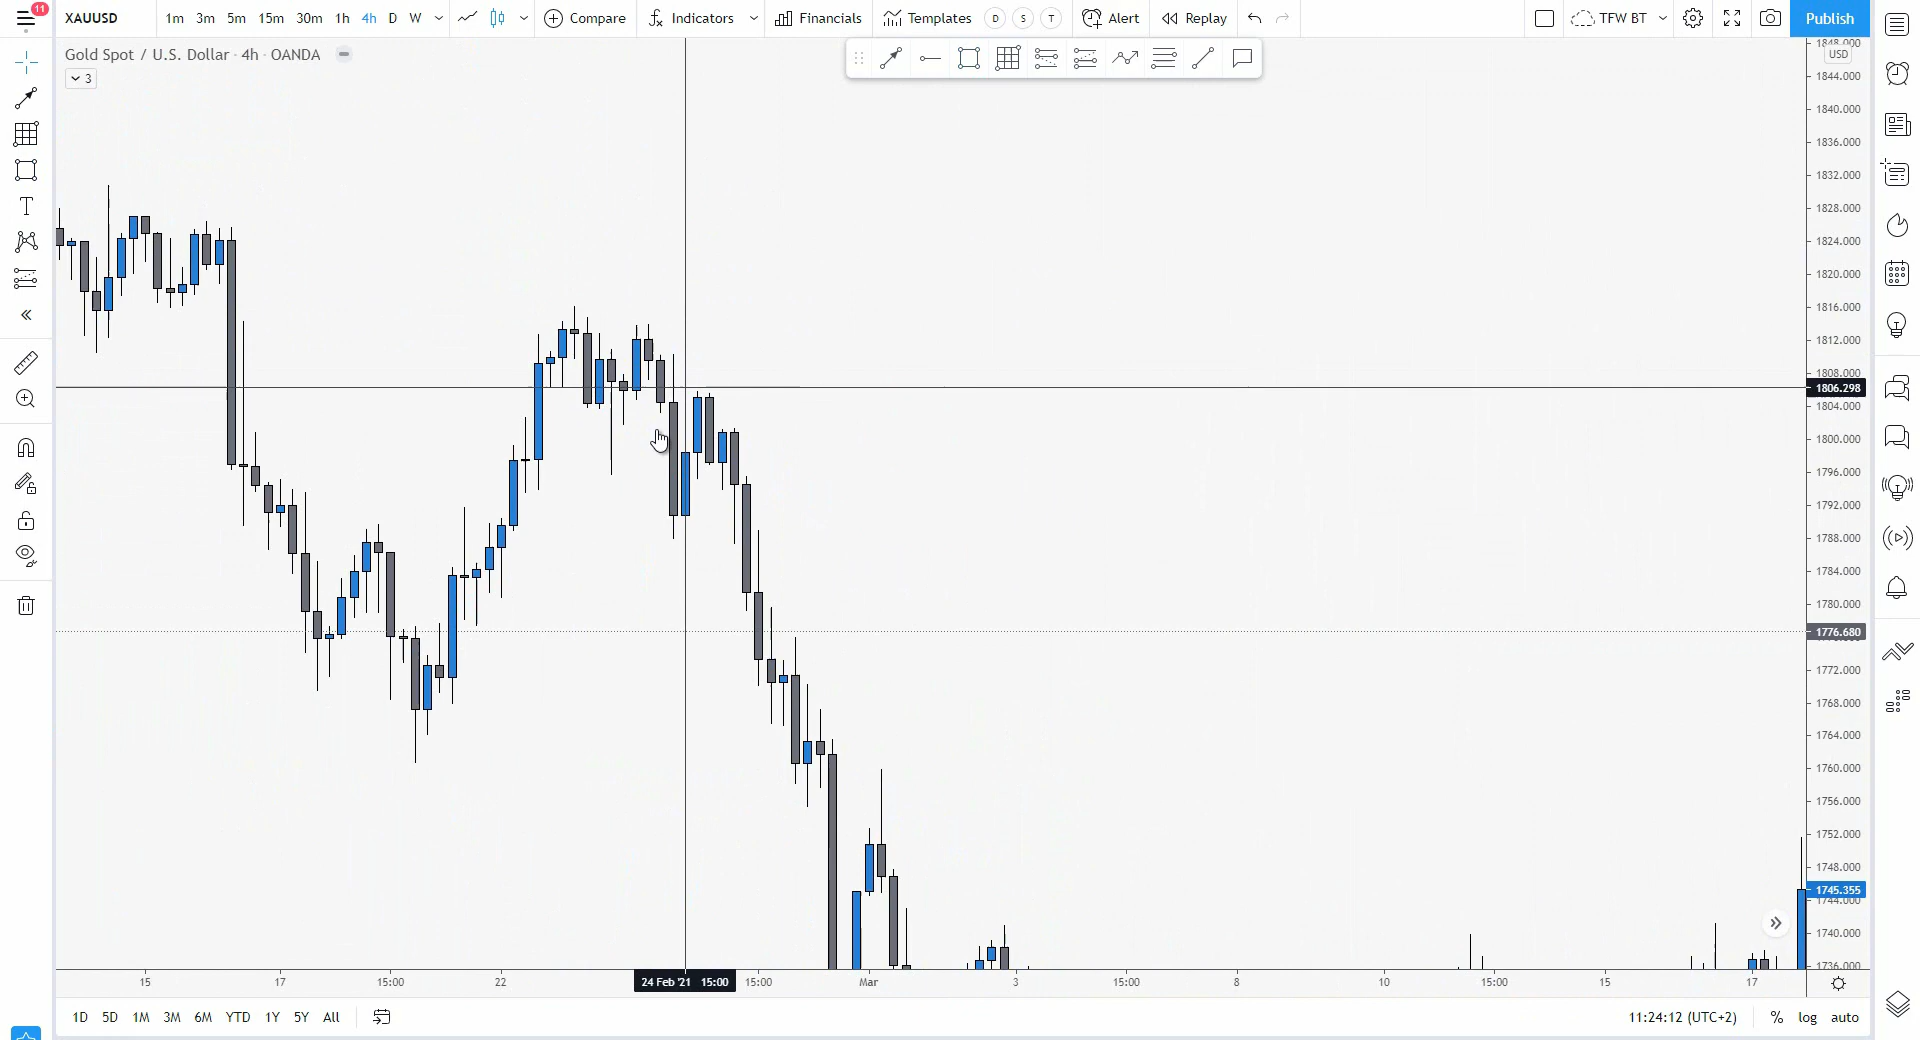 11
XAUUSD
1m 3m 5m 15m 30m 1h 4h D W
Compare
Indicators
Financials
Templates
D S T
Alert
Replay
TFW BT
Publish
Gold Spot / U.S. Dollar · 4h · OANDA
3
T
USD
1848.000
1844.000
1840.000
1836.000
1832.000
1828.000
1824.000
1820.000
1816.000
1812.000
1808.000
1806.298
1804.000
1800.000
1796.000
1792.000
1788.000
1784.000
1780.000
1776.680
1772.000
1768.000
1764.000
1760.000
1756.000
1752.000
1748.000
1745.355
1744.000
1740.000
1736.000
15 17 15:00 22 24 Feb '21 15:00 15:00 Mar 3 15:00 8 10 15:00 15 17
1D 5D 1M 3M 6M YTD 1Y 5Y All
11:24:12 (UTC+2) % log auto